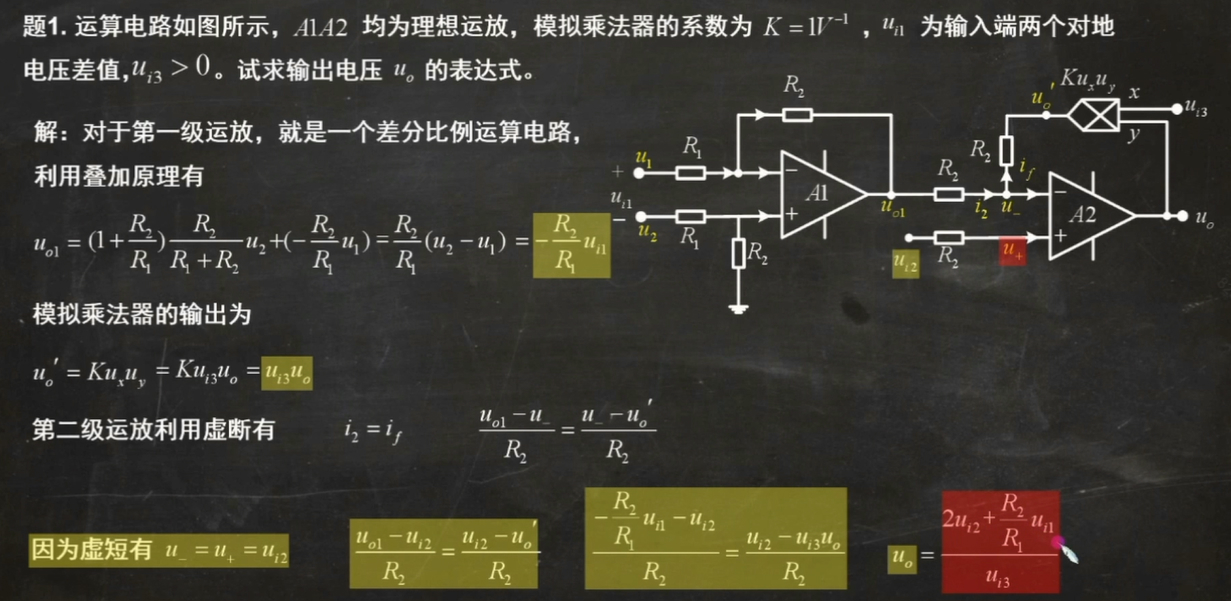 题1. 运算电路如图所示，A1A2 均为理想运放，模拟乘法器的系数为 K = 1V⁻¹ ，u_{i1} 为输入端两个对地
电压差值,u_{i3} > 0。试求输出电压 u_o 的表达式。
解：对于第一级运放，就是一个差分比例运算电路，
利用叠加原理有
u_{o1} = (1+\frac{R_2}{R_1})\frac{R_2}{R_1+R_2}u_2+(-\frac{R_2}{R_1}u_1)=\frac{R_2}{R_1}(u_2-u_1) = -\frac{R_2}{R_1}u_{i1}
模拟乘法器的输出为
u_o' = Ku_xu_y = Ku_{i3}u_o = u_{i3}u_o
第二级运放利用虚断有 i_2 = i_f \frac{u_{o1}-u_-}{R_2} = \frac{u_--u_o'}{R_2}
因为虚短有 u_- = u_+ = u_{i2} \frac{u_{o1}-u_{i2}}{R_2} = \frac{u_{i2}-u_o'}{R_2} \frac{-\frac{R_2}{R_1}u_{i1}-u_{i2}}{R_2} = \frac{u_{i2}-u_{i3}u_o}{R_2} u_o = \frac{2u_{i2}+\frac{R_2}{R_1}u_{i1}}{u_{i3}}
R_2
+ u_1 R_1
u_{i1}
− u_2 R_1
R_2
− A1 +
u_{o1}
R_2
i_2 u_-
u_{i2} R_2 u_+
R_2 i_f
u_o' Ku_xu_y x
y
u_{i3}
− A2 +
u_o